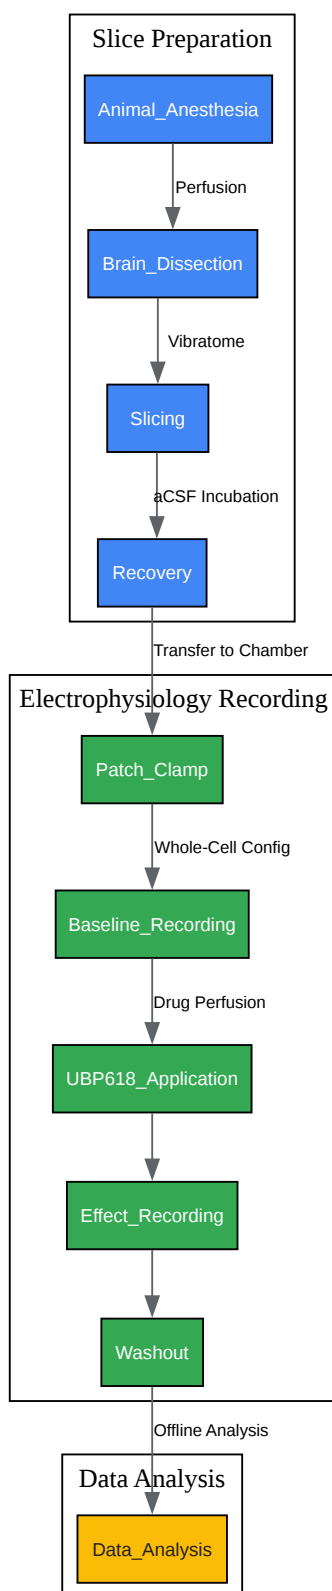 Slice Preparation
Animal_Anesthesia
Perfusion
Brain_Dissection
Vibratome
Slicing
aCSF Incubation
Recovery
Transfer to Chamber
Electrophysiology Recording
Patch_Clamp
Whole-Cell Config
Baseline_Recording
Drug Perfusion
UBP618_Application
Effect_Recording
Washout
Offline Analysis
Data Analysis
Data_Analysis